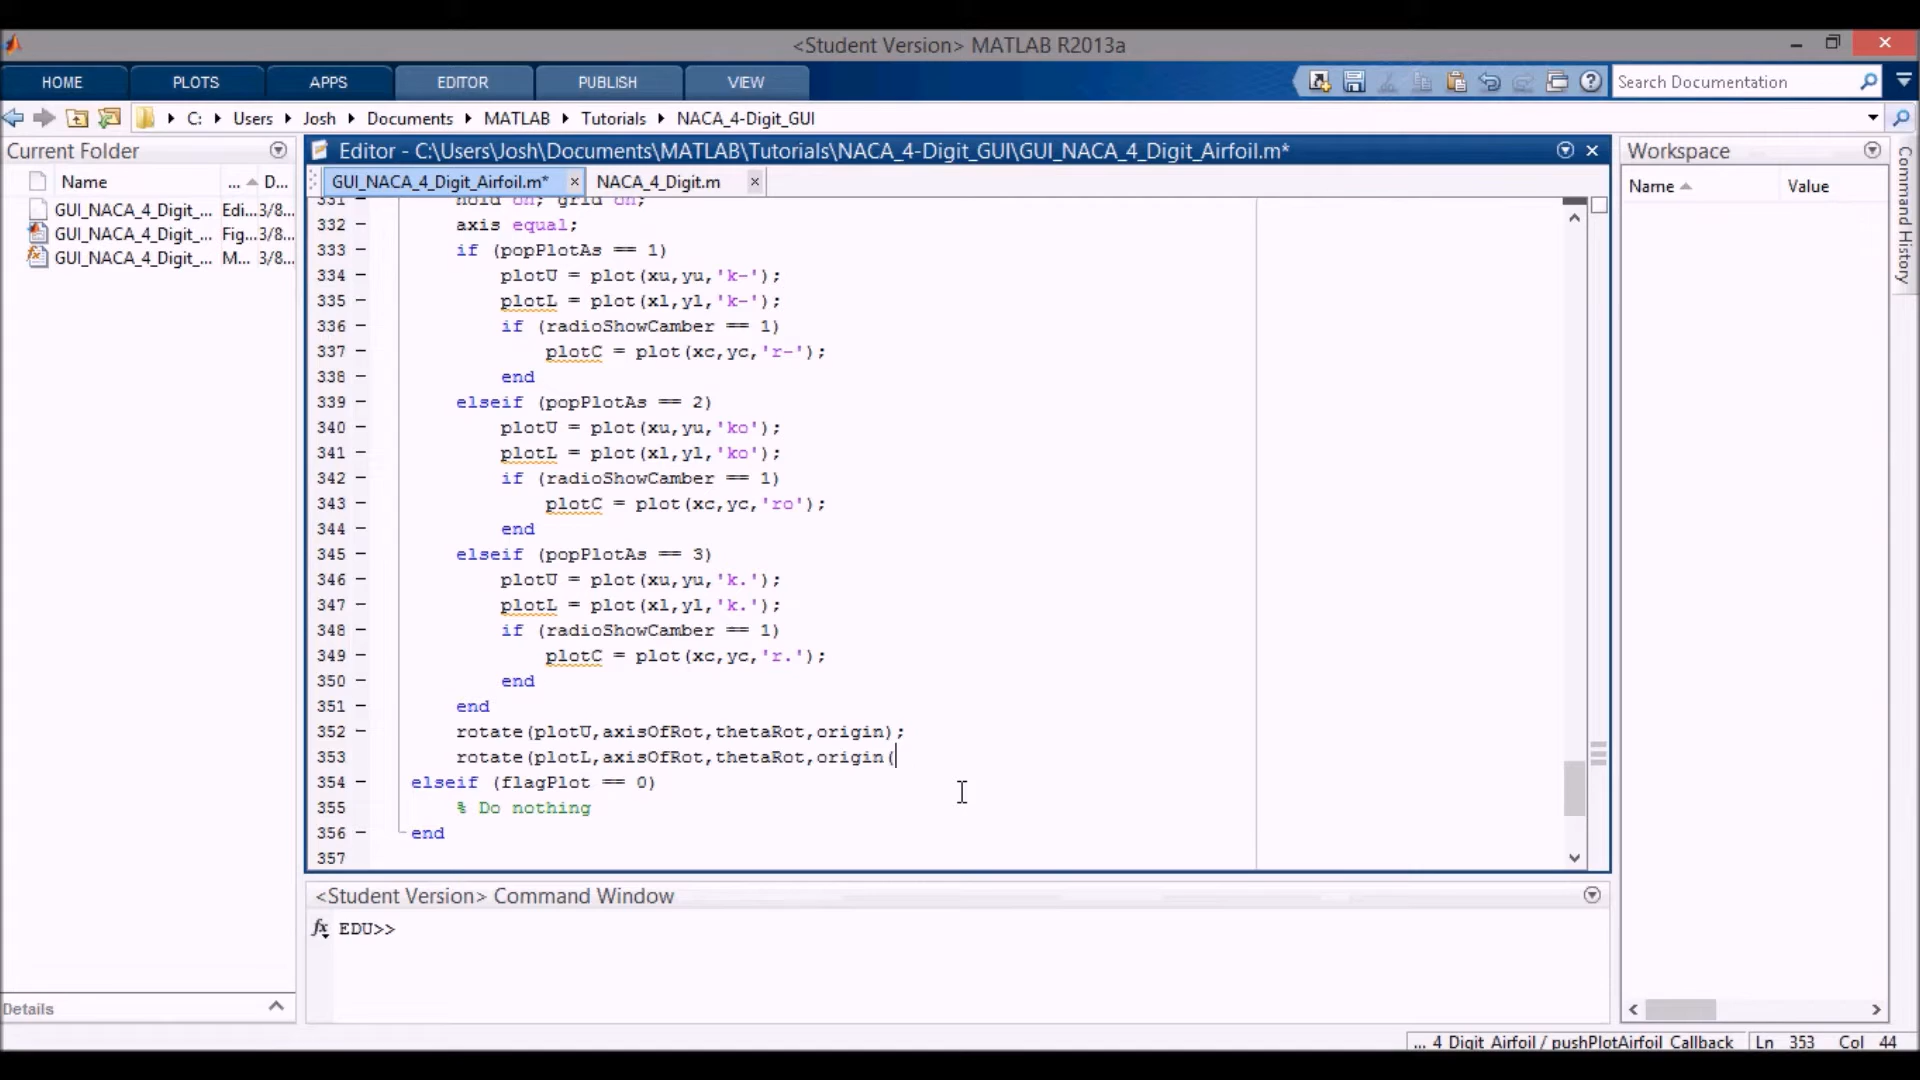 <Student Version> MATLAB R2013a
HOME PLOTS APPS EDITOR PUBLISH VIEW
Search Documentation
C: Users Josh Documents MATLAB Tutorials NACA_4-Digit_GUI
Current Folder
Name ... D...
GUI_NACA_4_Digit_... Edi... 3/8...
GUI_NACA_4_Digit_... Fig... 3/8...
GUI_NACA_4_Digit_... M... 3/8...
Details
Editor - C:\Users\Josh\Documents\MATLAB\Tutorials\NACA_4-Digit_GUI\GUI_NACA_4_Digit_Airfoil.m*
GUI_NACA_4_Digit_Airfoil.m* × NACA_4_Digit.m ×
331 hold on; grid on;
332 – axis equal;
333 – if (popPlotAs == 1)
334 – plotU = plot(xu,yu,'k-');
335 – plotL = plot(xl,yl,'k-');
336 – if (radioShowCamber == 1)
337 – plotC = plot(xc,yc,'r-');
338 – end
339 – elseif (popPlotAs == 2)
340 – plotU = plot(xu,yu,'ko');
341 – plotL = plot(xl,yl,'ko');
342 – if (radioShowCamber == 1)
343 – plotC = plot(xc,yc,'ro');
344 – end
345 – elseif (popPlotAs == 3)
346 – plotU = plot(xu,yu,'k.');
347 – plotL = plot(xl,yl,'k.');
348 – if (radioShowCamber == 1)
349 – plotC = plot(xc,yc,'r.');
350 – end
351 – end
352 – rotate(plotU,axisOfRot,thetaRot,origin);
353 rotate(plotL,axisOfRot,thetaRot,origin(
354 – elseif (flagPlot == 0)
355 % Do nothing
356 – end
357
<Student Version> Command Window
fx EDU>>
Workspace
Name Value
Command History
... 4 Digit Airfoil / pushPlotAirfoil Callback Ln 353 Col 44